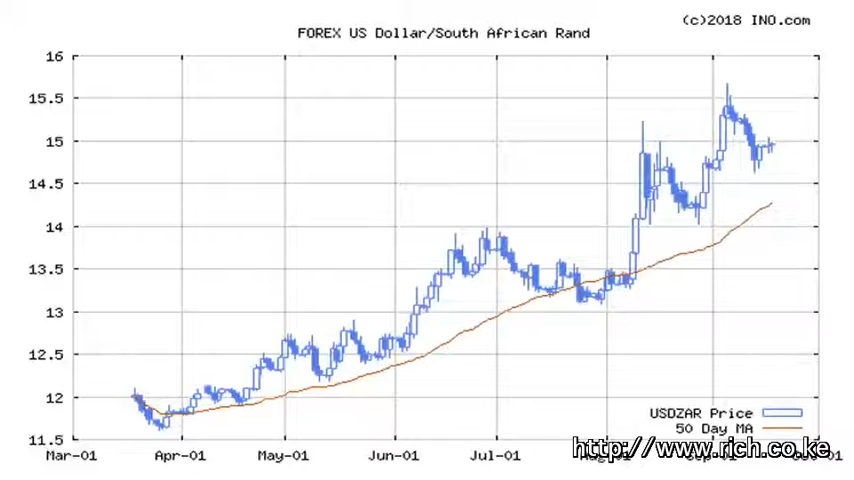 (c)2018 INO.com
FOREX US Dollar/South African Rand
16
15.5
15
14.5
14
13.5
13
12.5
12
11.5
USDZAR Price
50 Day MA
Mar-01 Apr-01 May-01 Jun-01 Jul-01
http://www.rich.co.ke